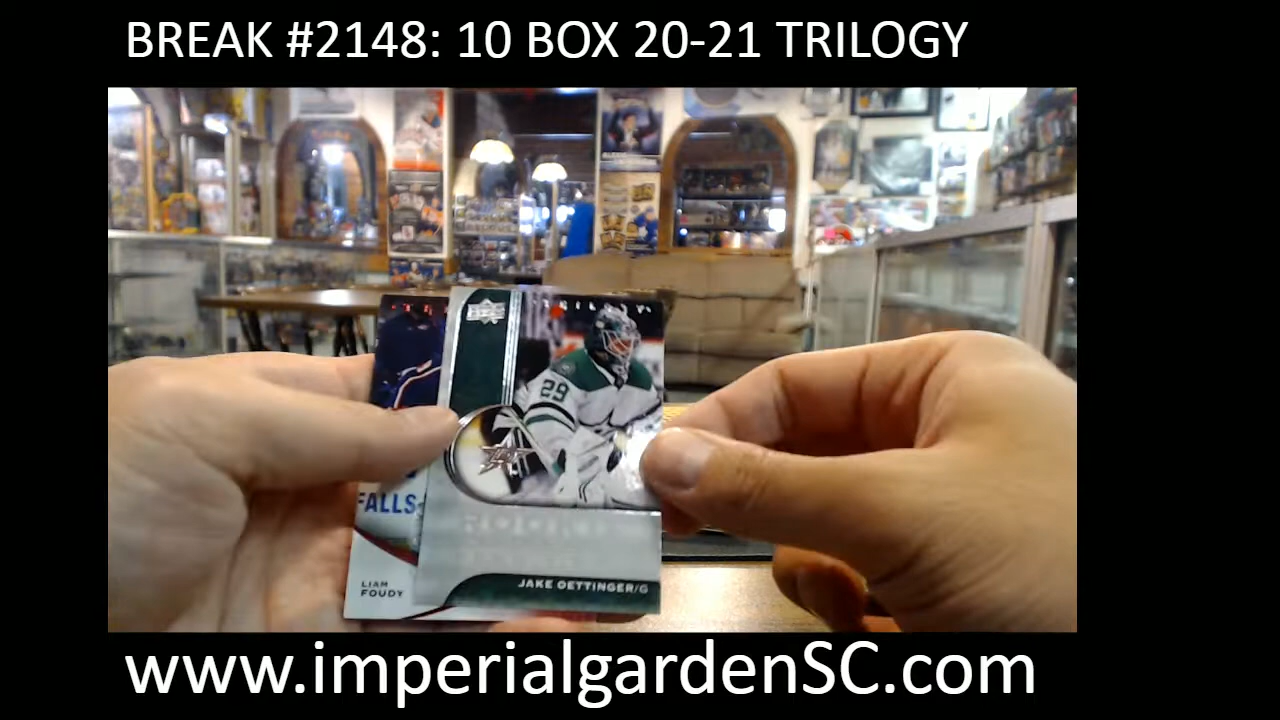 BREAK #2148: 10 BOX 20-21 TRILOGY
TRILOGY
29
FALLS
LIAM
FOUDY
JAKE OETTINGER/G
www.imperialgardenSC.com